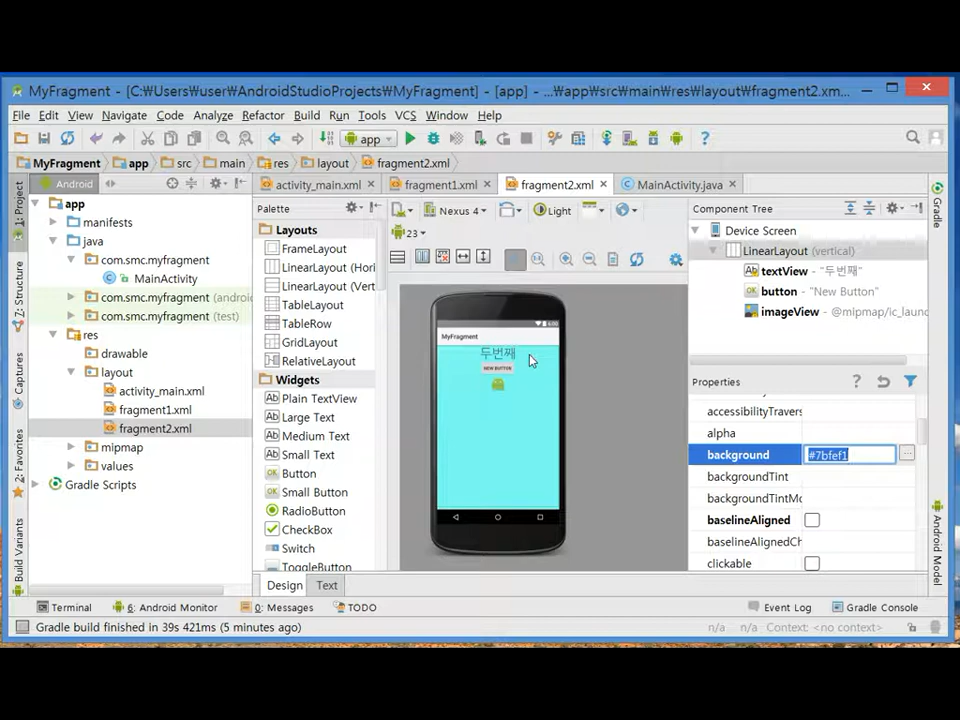 MyFragment - [C:₩Users₩user₩AndroidStudioProjects₩MyFragment] - [app] - ...₩app₩src₩main₩res₩layout₩fragment2.xm...
File Edit View Navigate Code Analyze Refactor Build Run Tools VCS Window Help
app
MyFragment app src main res layout fragment2.xml
Android
activity_main.xml fragment1.xml fragment2.xml MainActivity.java
1: Project
7: Structure
Captures
2: Favorites
Build Variants
app
manifests
java
com.smc.myfragment
MainActivity
com.smc.myfragment (androi
com.smc.myfragment (test)
res
drawable
layout
activity_main.xml
fragment1.xml
fragment2.xml
mipmap
values
Gradle Scripts
Palette
Layouts
FrameLayout
LinearLayout (Hori
LinearLayout (Vert
TableLayout
TableRow
GridLayout
RelativeLayout
Widgets
Plain TextView
Large Text
Medium Text
Small Text
Button
Small Button
RadioButton
CheckBox
Switch
ToggleButton
Nexus 4 Light
23
6:00
MyFragment
두번째
NEW BUTTON
Design Text
Component Tree
Device Screen
LinearLayout (vertical)
textView - "두번째"
button - "New Button"
imageView - @mipmap/ic_launc
Properties
accessibilityTravers
alpha
background #7bfef1
backgroundTint
backgroundTintMo
baselineAligned
baselineAlignedCh
clickable
Gradle
Android Model
Terminal 6: Android Monitor 0: Messages TODO Event Log Gradle Console
Gradle build finished in 39s 421ms (5 minutes ago) n/a n/a Context: <no context>